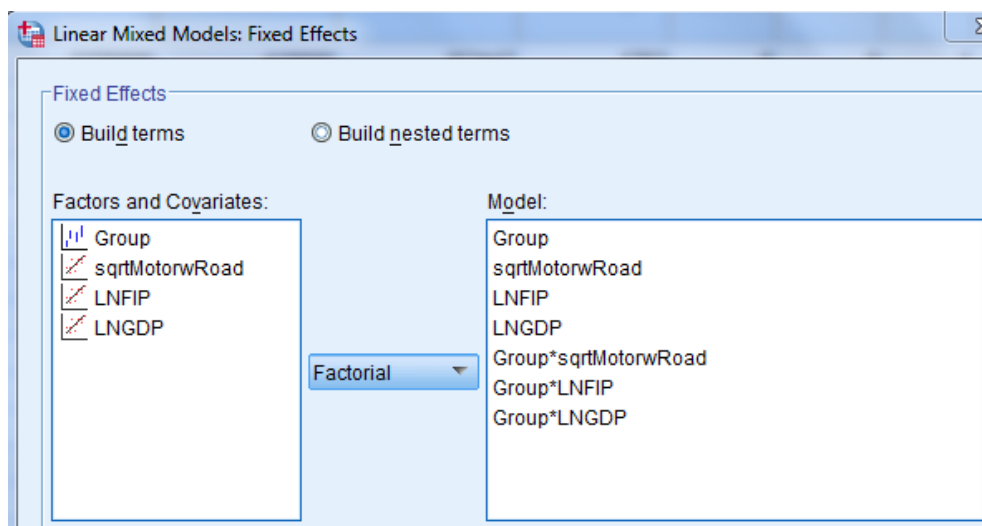 Linear Mixed Models: Fixed Effects
Fixed Effects
Build terms
Build nested terms
Factors and Covariates:
Group
sqrtMotorwRoad
LNFIP
LNGDP
Factorial
Model:
Group
sqrtMotorwRoad
LNFIP
LNGDP
Group*sqrtMotorwRoad
Group*LNFIP
Group*LNGDP